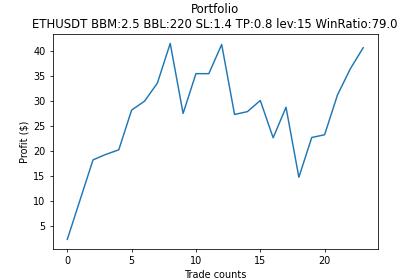 Portfolio
ETHUSDT BBM:2.5 BBL:220 SL:1.4 TP:0.8 lev:15 WinRatio:79.0
40
35
30
25
20
15
10
5
Profit ($)
0 5 10 15 20
Trade counts